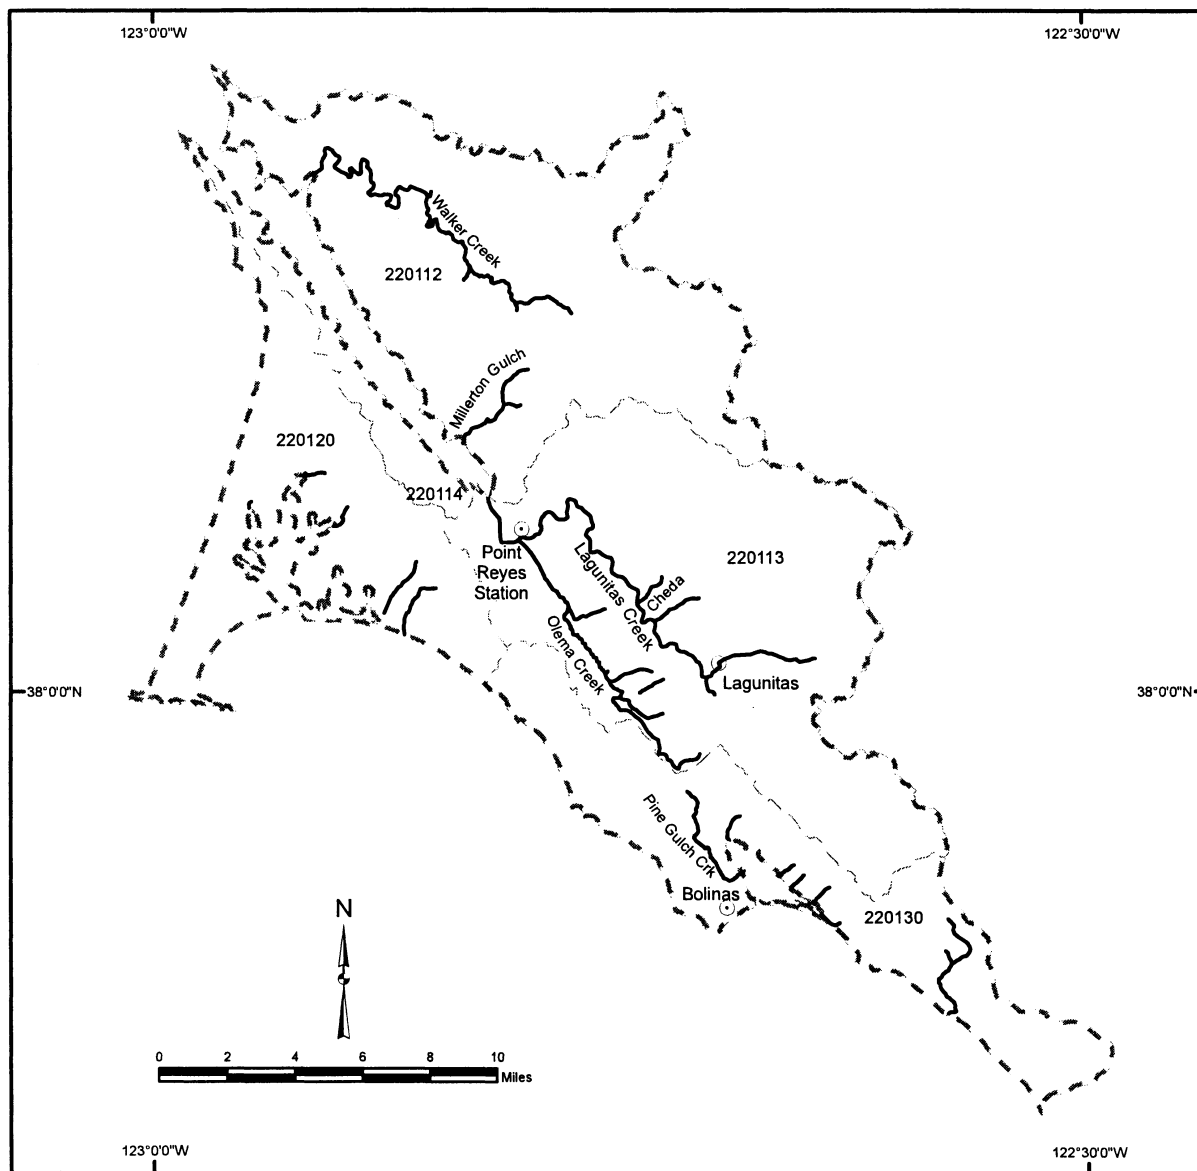 123°0'0"W
122°30'0"W
Walker Creek
220112
Millerton Gulch
220120
220114
Point
Reyes
Station
Lagunitas Creek
Cheda
220113
Olema Creek
Lagunitas
38°0'0"N
38°0'0"N
Pine Gulch Crk
Bolinas
220130
N
0 2 4 6 8 10
Miles
123°0'0"W
122°30'0"W